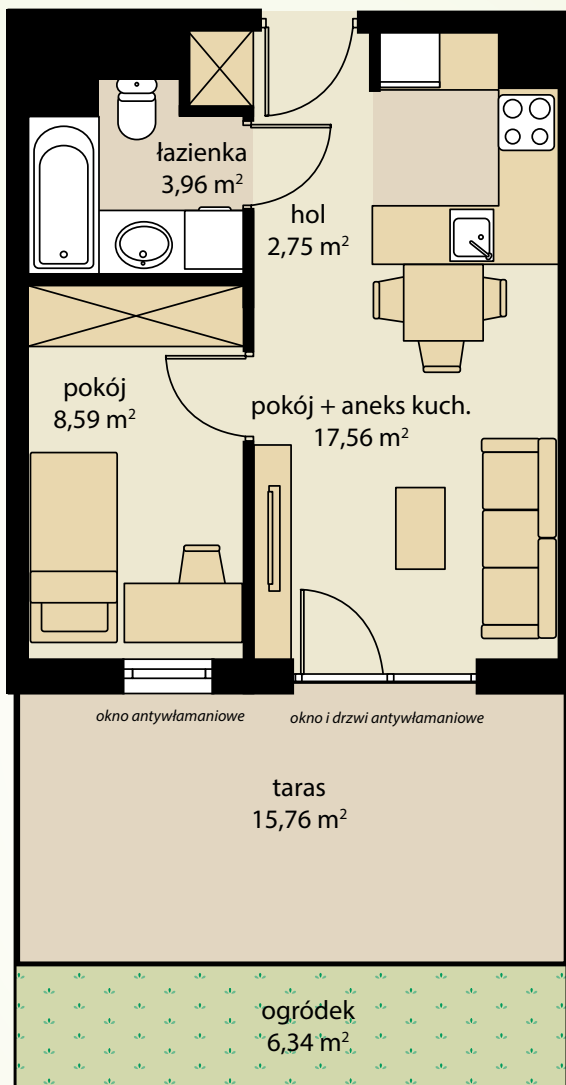 łazienka
3,96 m²
hol
2,75 m²
pokój
8,59 m²
pokój + aneks kuch.
17,56 m²
okno antywłamaniowe
okno i drzwi antywłamaniowe
taras
15,76 m²
ogródek
6,34 m²